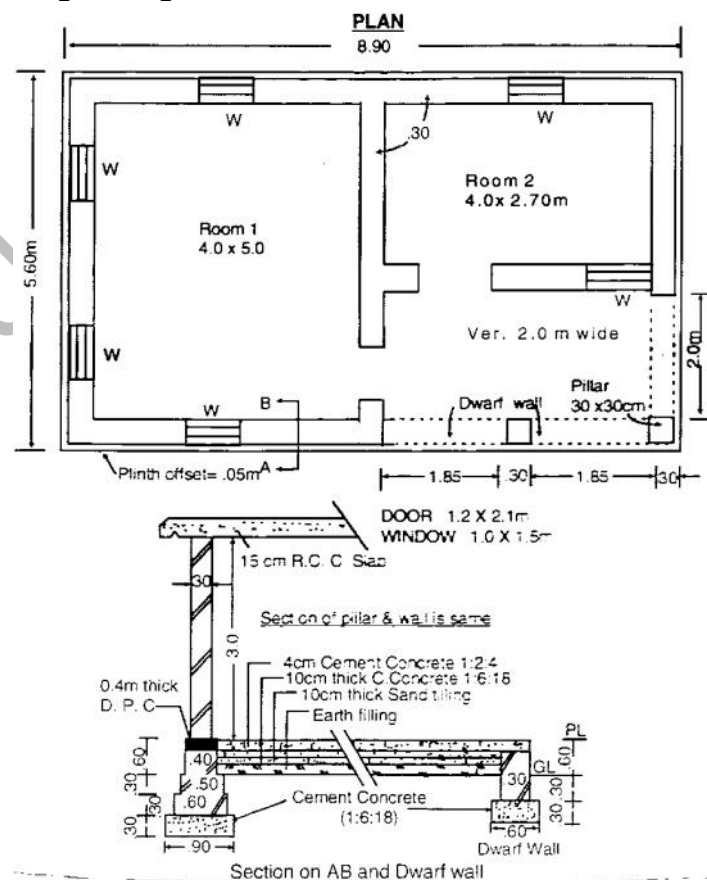 PLAN
8.90
5.60m
W
W
W
.30
Room 2
4.0x 2.70m
Room 1
4.0 x 5.0
W
W
Ver. 2.0 m wide
2.0m
W
B
Dwarf wall
Pillar
30 x30cm
W
Plinth offset= .05m
A
1.85
.30
1.85
.30
DOOR 1.2 X 2.1m
WINDOW 1.0 X 1.5m
15 cm R.C. C Slab
.30
Section of pillar & wall is same
3.0
4cm Cement Concrete 1:2:4
10cm thick C.Concrete 1:6:18
0.4m thick
D. P. C
10cm thick Sand filling
Earth filling
PL
.60
.40
.60
GL
.30
.50
.30
.30
.30
.60
Cement Concrete
(1:6:18)
.30
.30
.90
.60
Dwarf Wall
Section on AB and Dwarf wall